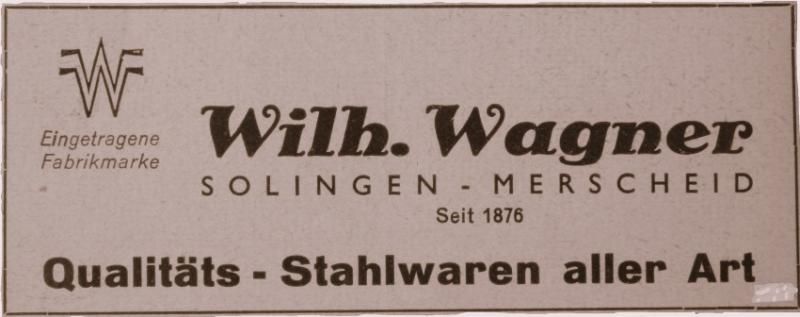 Eingetragene
Fabrikmarke
Wilh. Wagner
SOLINGEN - MERSCHEID
Seit 1876
Qualitäts - Stahlwaren aller Art